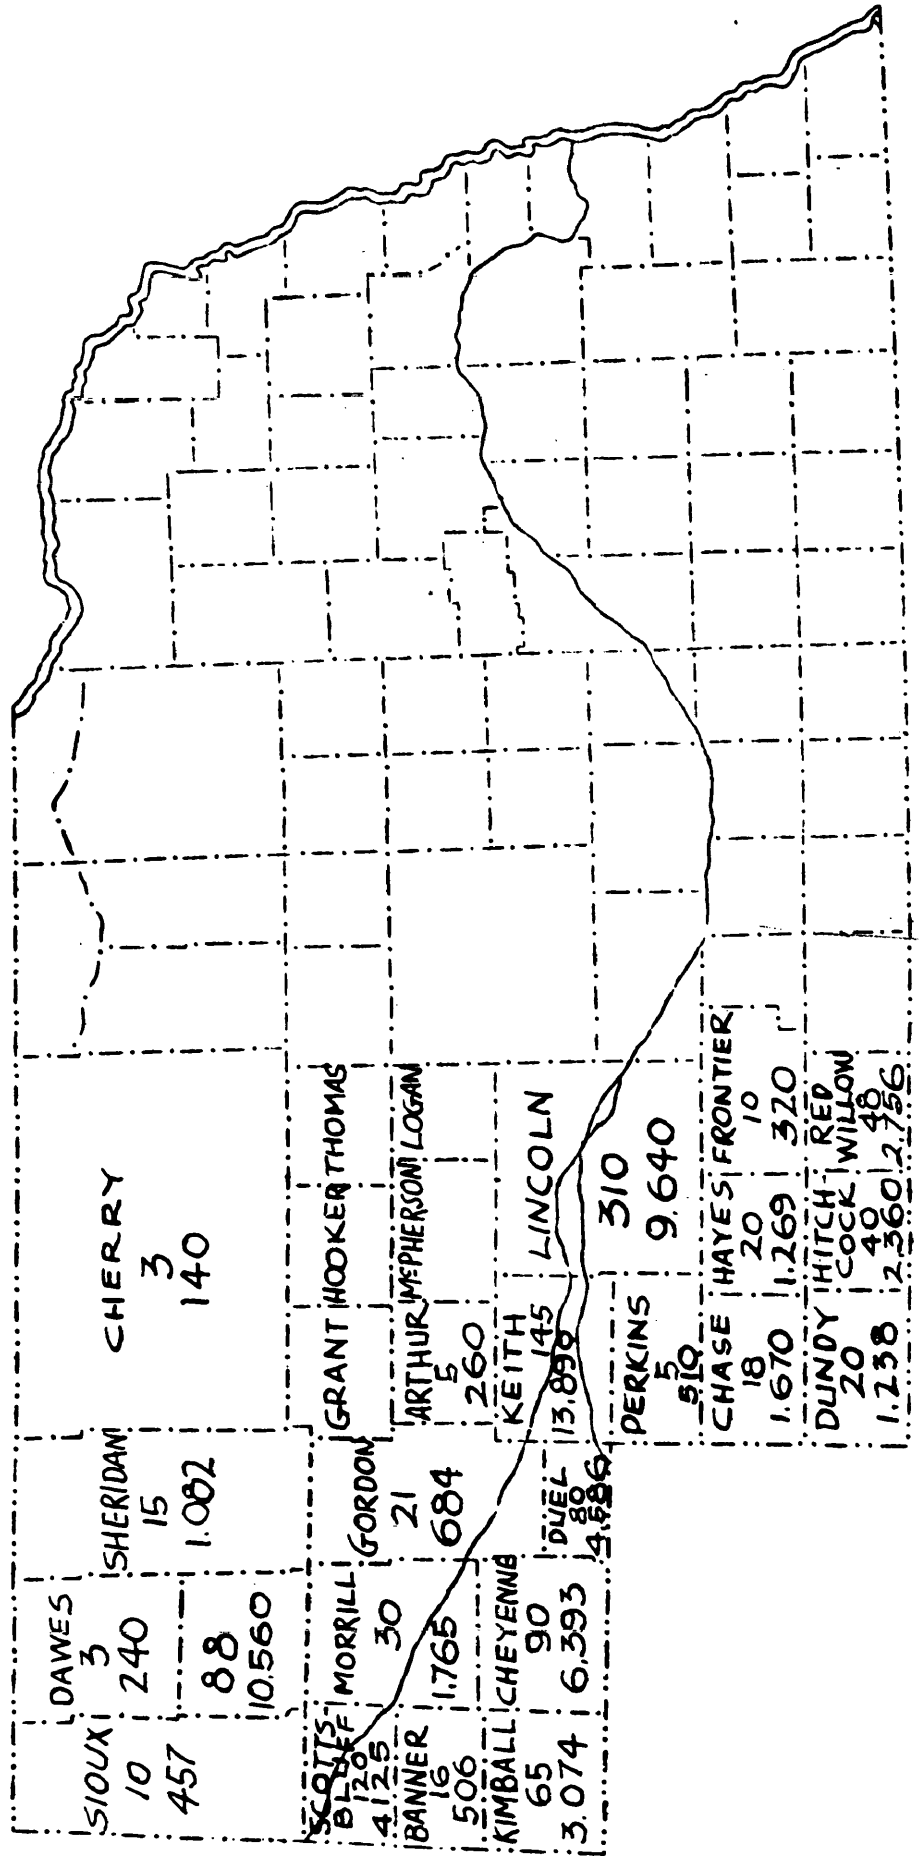 SIOUX
10
457
DAWES
3
240
88
10.560
SHERIDAN
15
1.082
CHERRY
3
140
SCOTTS-
BLUFF
120
4125
MORRILL
30
1.765
GORDON
21
684
GRANT
HOOKER
THOMAS
BANNER
16
506
ARTHUR
5
260
McPHERSON
LOGAN
KIMBALL
65
3.074
CHEYENNE
90
6,393
DUEL
80
4.586
KEITH
145
13.890
LINCOLN
310
9.640
PERKINS
5
510
CHASE
18
1.670
HAYES
20
1.269
FRONTIER
10
320
DUNDY
20
1.238
HITCH-
COCK
40
2.360
RED
WILLOW
48
2.756